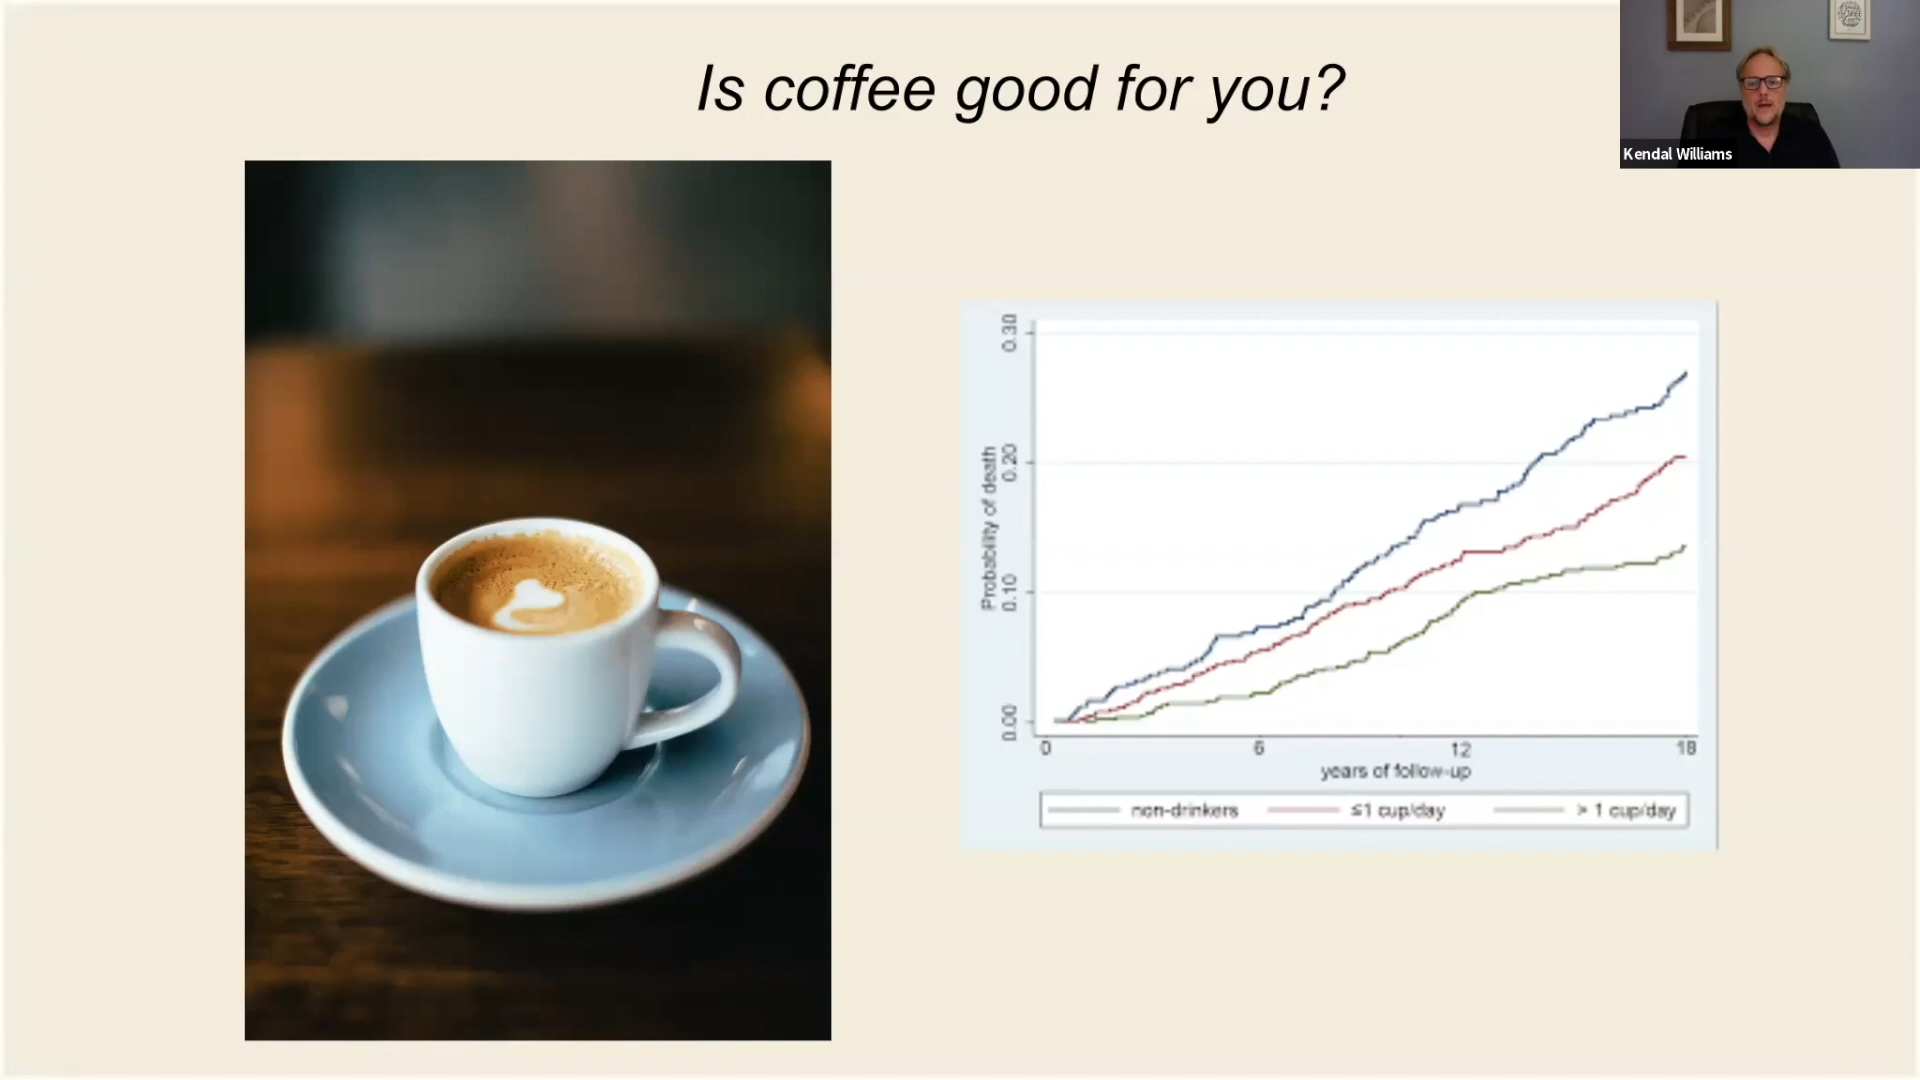 Is coffee good for you?
Kendal Williams
Probability of death
0.30
0.20
0.10
0.00
0 6 12 18
years of follow-up
non-drinkers ≤1 cup/day > 1 cup/day